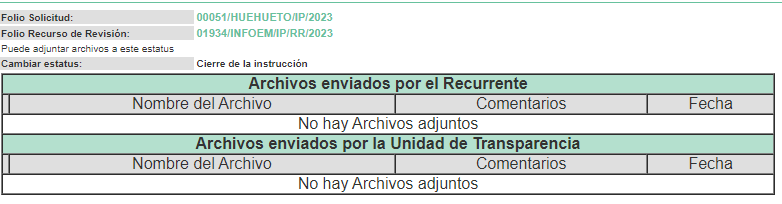 Folio Solicitud: 00051/HUEHUETO/IP/2023
Folio Recurso de Revisión: 01934/INFOEM/IP/RR/2023
Puede adjuntar archivos a este estatus
Cambiar estatus: Cierre de la instrucción
Archivos enviados por el Recurrente
Nombre del Archivo Comentarios Fecha
No hay Archivos adjuntos
Archivos enviados por la Unidad de Transparencia
Nombre del Archivo Comentarios Fecha
No hay Archivos adjuntos